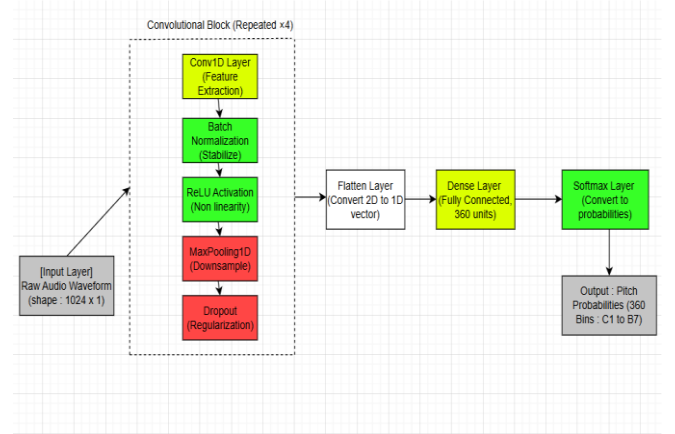 Convolutional Block (Repeated ×4)
Conv1D Layer
(Feature
Extraction)
Batch
Normalization
(Stabilize)
ReLU Activation
(Non linearity)
MaxPooling1D
(Downsample)
Dropout
(Regularization)
[Input Layer]
Raw Audio Waveform
(shape : 1024 x 1)
Flatten Layer
(Convert 2D to 1D
vector)
Dense Layer
(Fully Connected,
360 units)
Softmax Layer
(Convert to
probabilities)
Output : Pitch
Probabilities (360
Bins : C1 to B7)